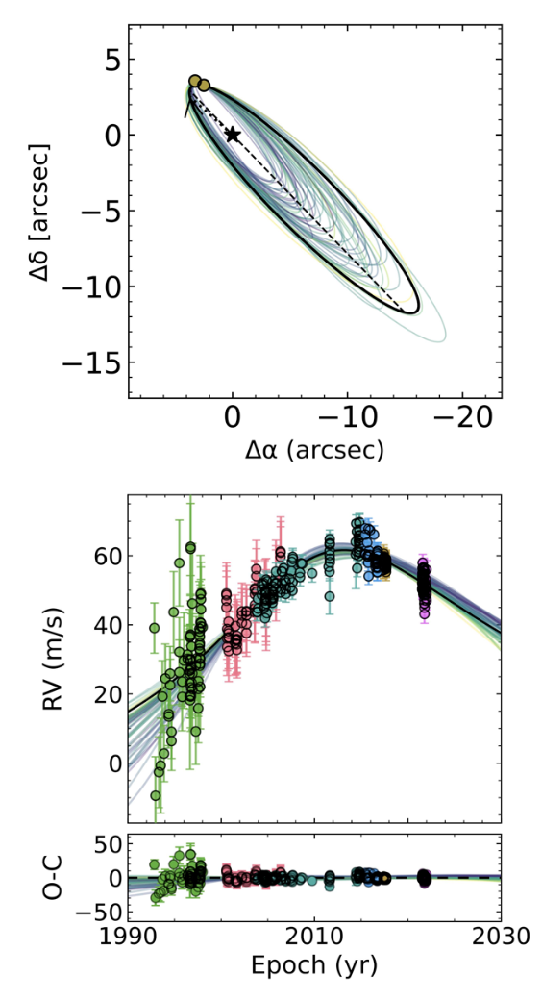 5
0
−5
−10
−15
Δδ [arcsec]
0 −10 −20
Δα (arcsec)
60
40
20
0
RV (m/s)
50
0
−50
O-C
1990 2010 2030
Epoch (yr)